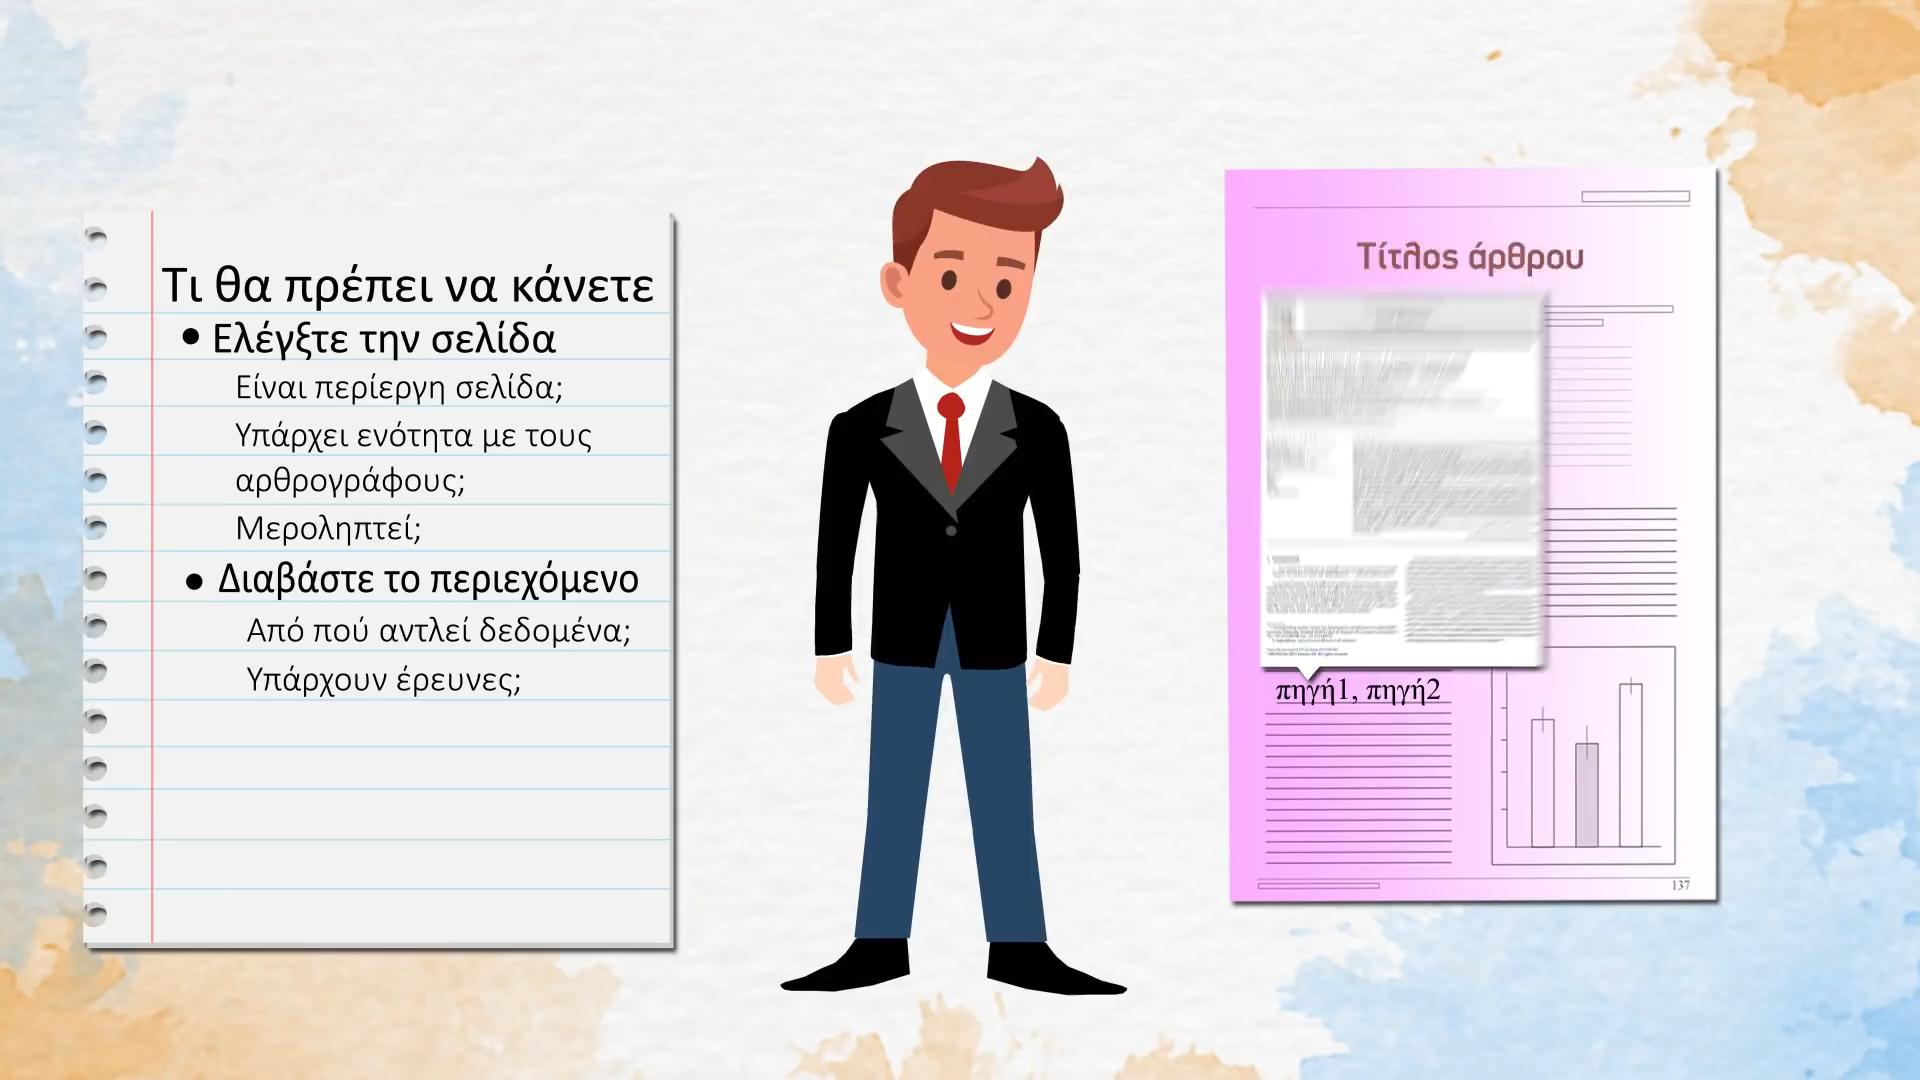 Τι θα πρέπει να κάνετε
• Ελέγξτε την σελίδα
Είναι περίεργη σελίδα;
Υπάρχει ενότητα με τους
αρθρογράφους;
Μεροληπτεί;
• Διαβάστε το περιεχόμενο
Από πού αντλεί δεδομένα;
Υπάρχουν έρευνες;
Τίτλος άρθρου
πηγή1, πηγή2
137